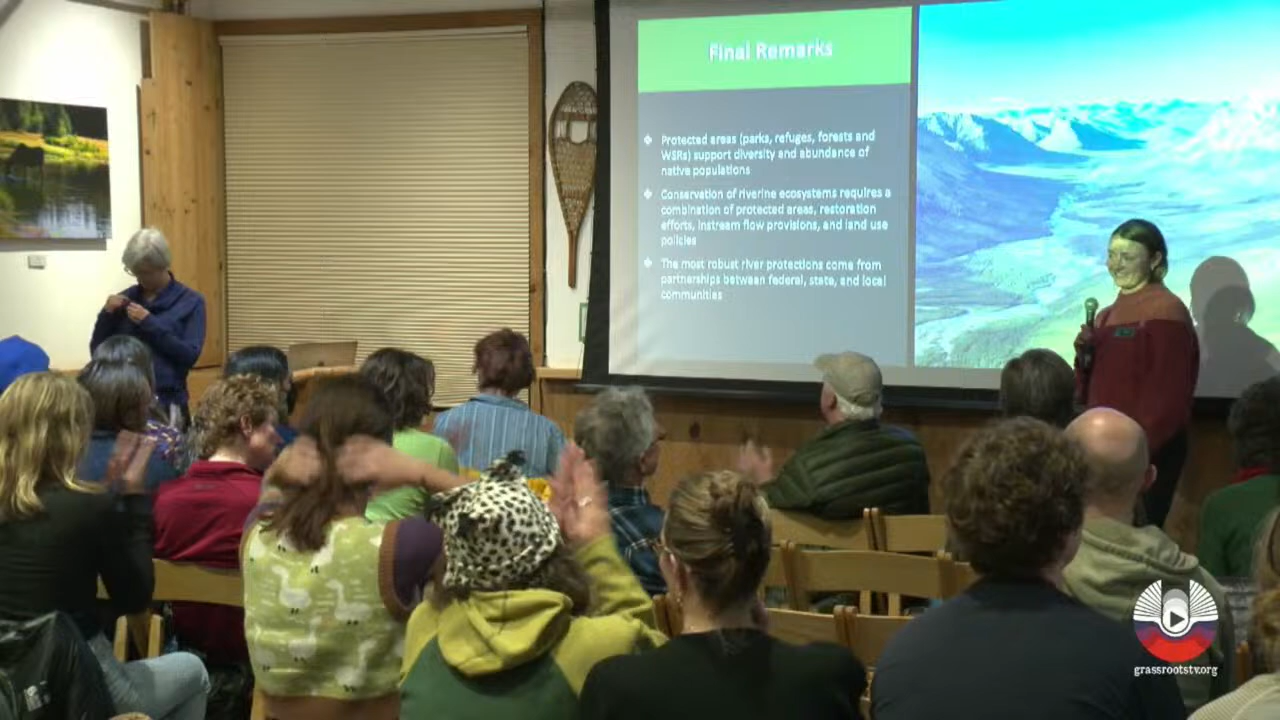 Final Remarks
Protected areas (parks, refuges, forests and
WSRs) support diversity and abundance of
native populations
Conservation of riverine ecosystems requires a
combination of protected areas, restoration
efforts, instream flow provisions, and land use
policies
The most robust river protections come from
partnerships between federal, state, and local
communities
grassrootstv.org